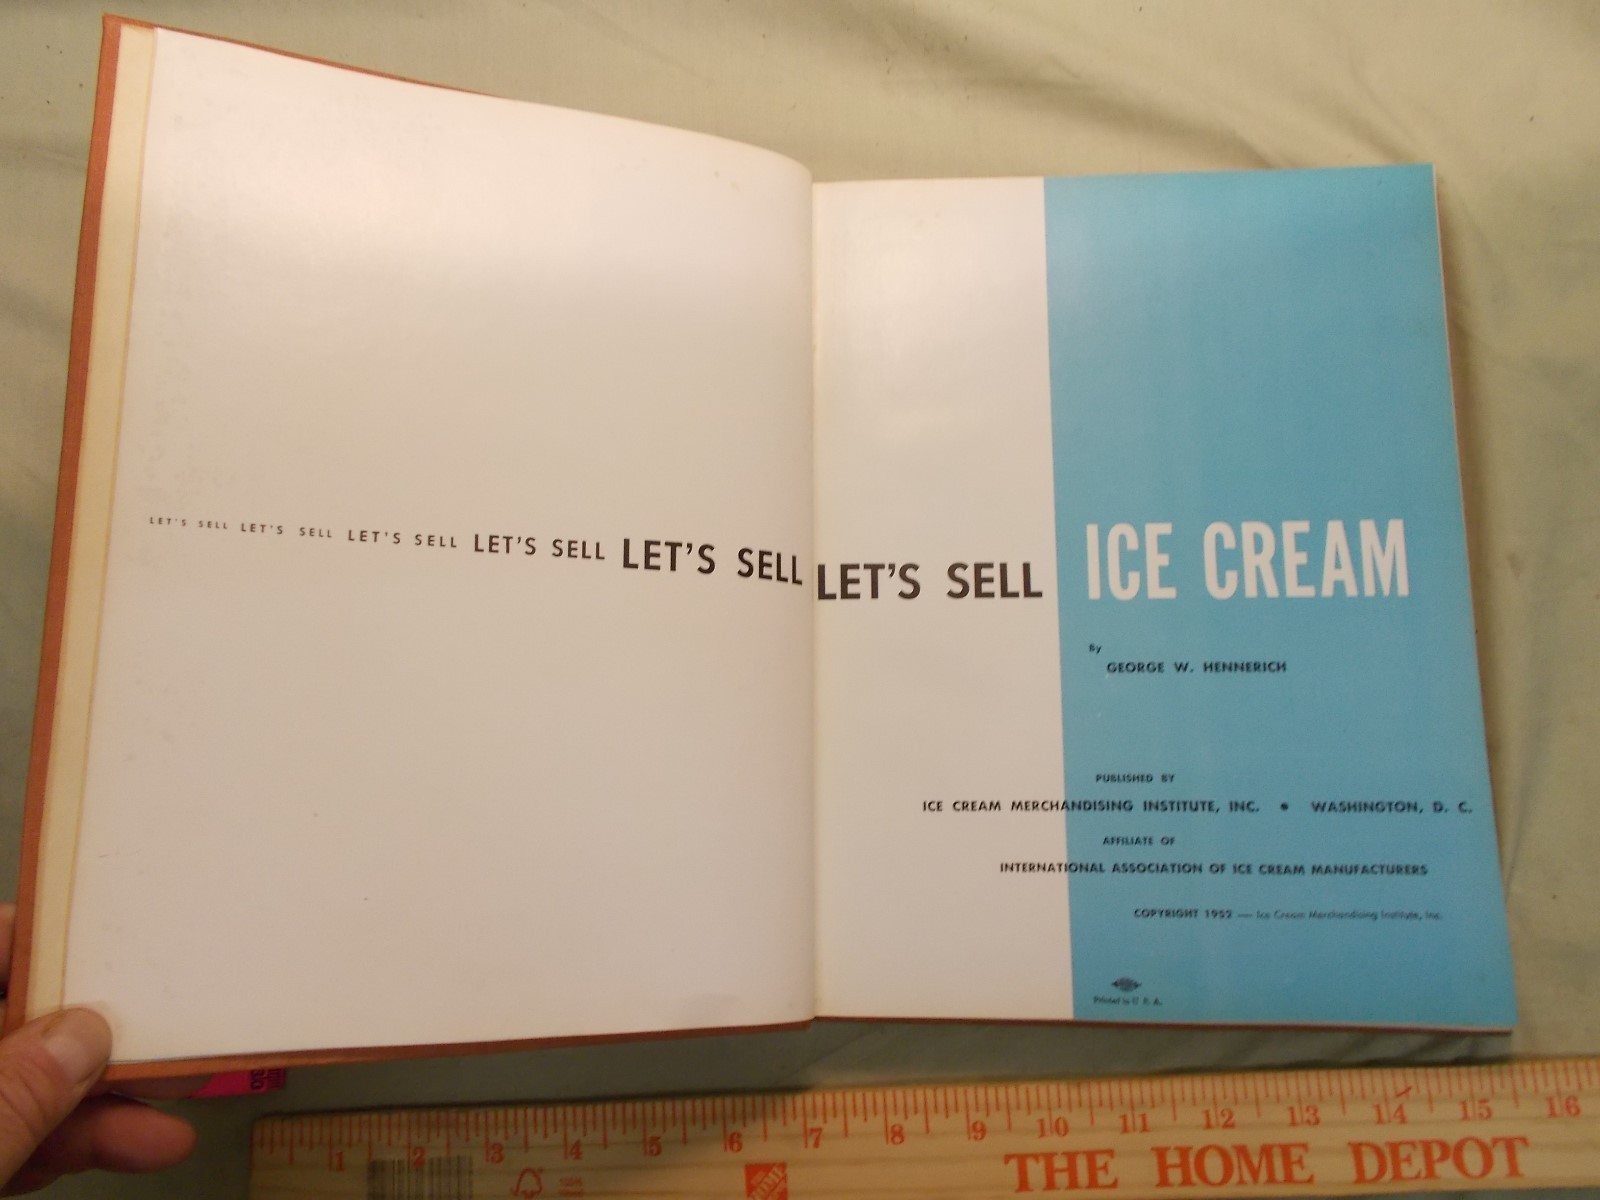 LET'S SELL LET'S SELL LET'S SELL LET'S SELL LET'S SELL LET'S SELL ICE CREAM
By
GEORGE W. HENNERICH
PUBLISHED BY
ICE CREAM MERCHANDISING INSTITUTE, INC. • WASHINGTON, D. C.
AFFILIATE OF
INTERNATIONAL ASSOCIATION OF ICE CREAM MANUFACTURERS
COPYRIGHT 1952 — Ice Cream Merchandising Institute, Inc.
Printed in U. S. A.
1 2 3 4 5 6 7 8 9 10 11 12 13 14 15 16
THE HOME DEPOT